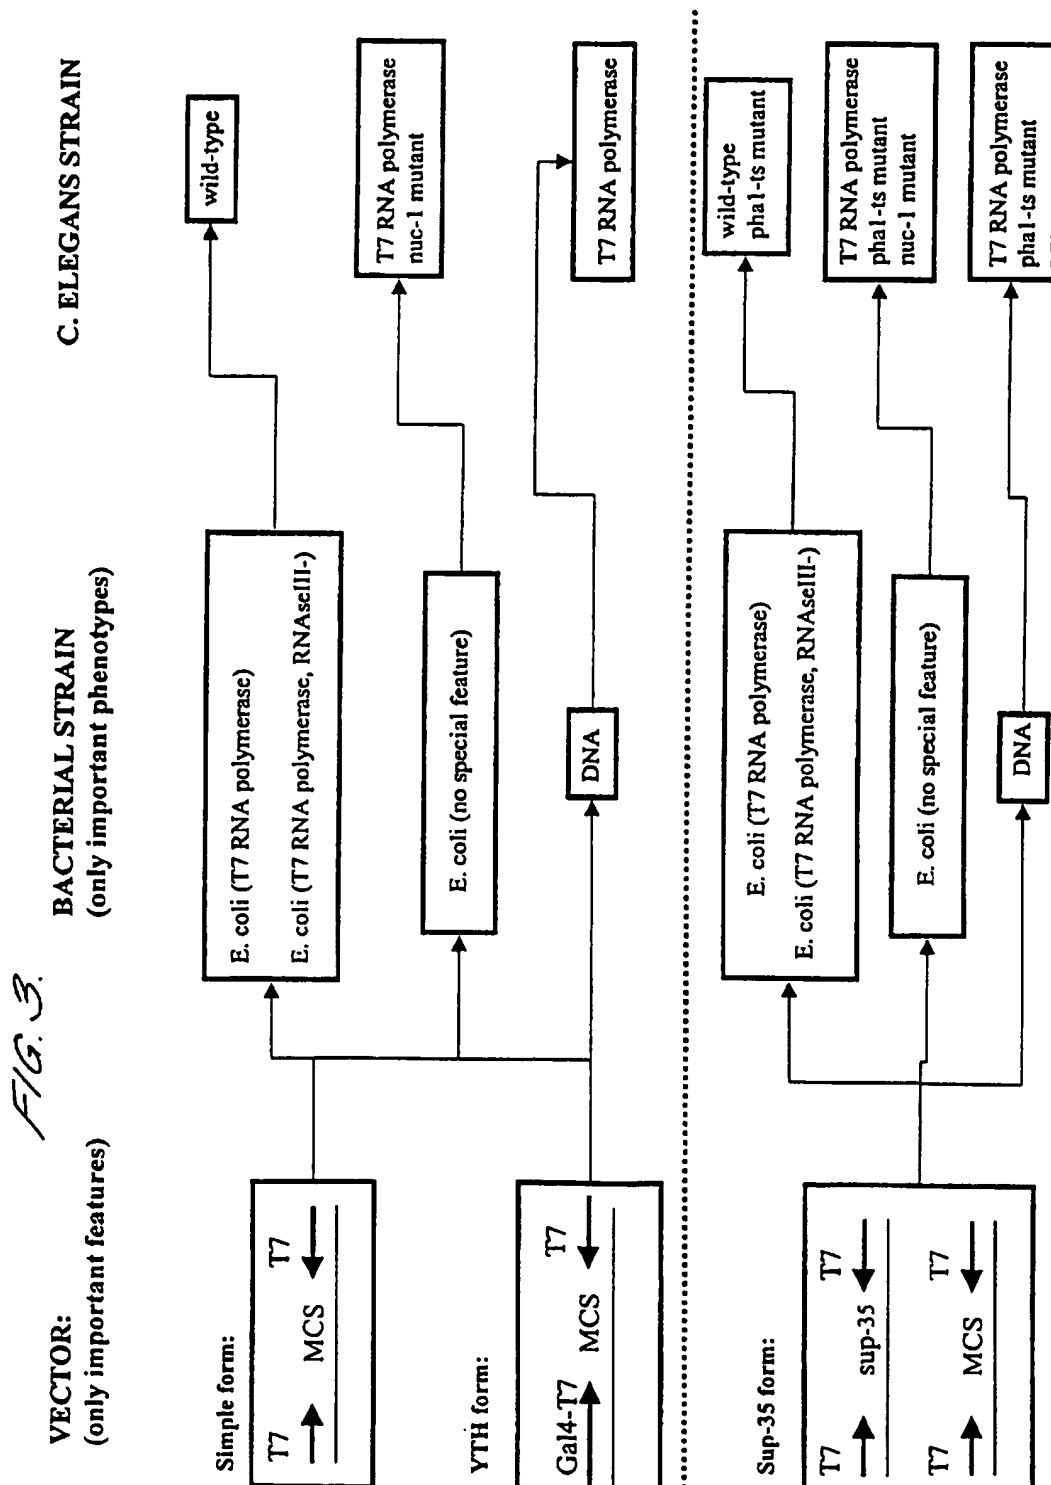 FIG. 3.
VECTOR:
(only important features)
BACTERIAL STRAIN
(only important phenotypes)
C. ELEGANS STRAIN
Simple form:
T7 T7
MCS
E. coli (T7 RNA polymerase)
E. coli (T7 RNA polymerase, RNAseIII-)
wild-type
E. coli (no special feature)
T7 RNA polymerase
nuc-1 mutant
YTH form:
Gal4-T7 T7
MCS
DNA
T7 RNA polymerase
Sup-35 form:
T7 T7
sup-35
T7 T7
MCS
E. coli (T7 RNA polymerase)
E. coli (T7 RNA polymerase, RNAseIII-)
wild-type
pha1-ts mutant
E. coli (no special feature)
T7 RNA polymerase
pha1-ts mutant
nuc-1 mutant
DNA
T7 RNA polymerase
pha1-ts mutant